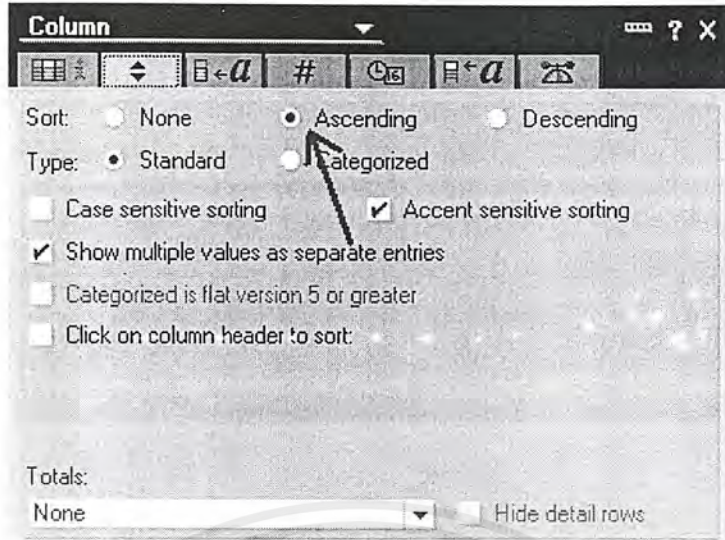 Column ? X
a # 16 a
Sort: None Ascending Descending
Type: Standard Categorized
Case sensitive sorting Accent sensitive sorting
Show multiple values as separate entries
Categorized is flat version 5 or greater
Click on column header to sort:
Totals:
None Hide detail rows